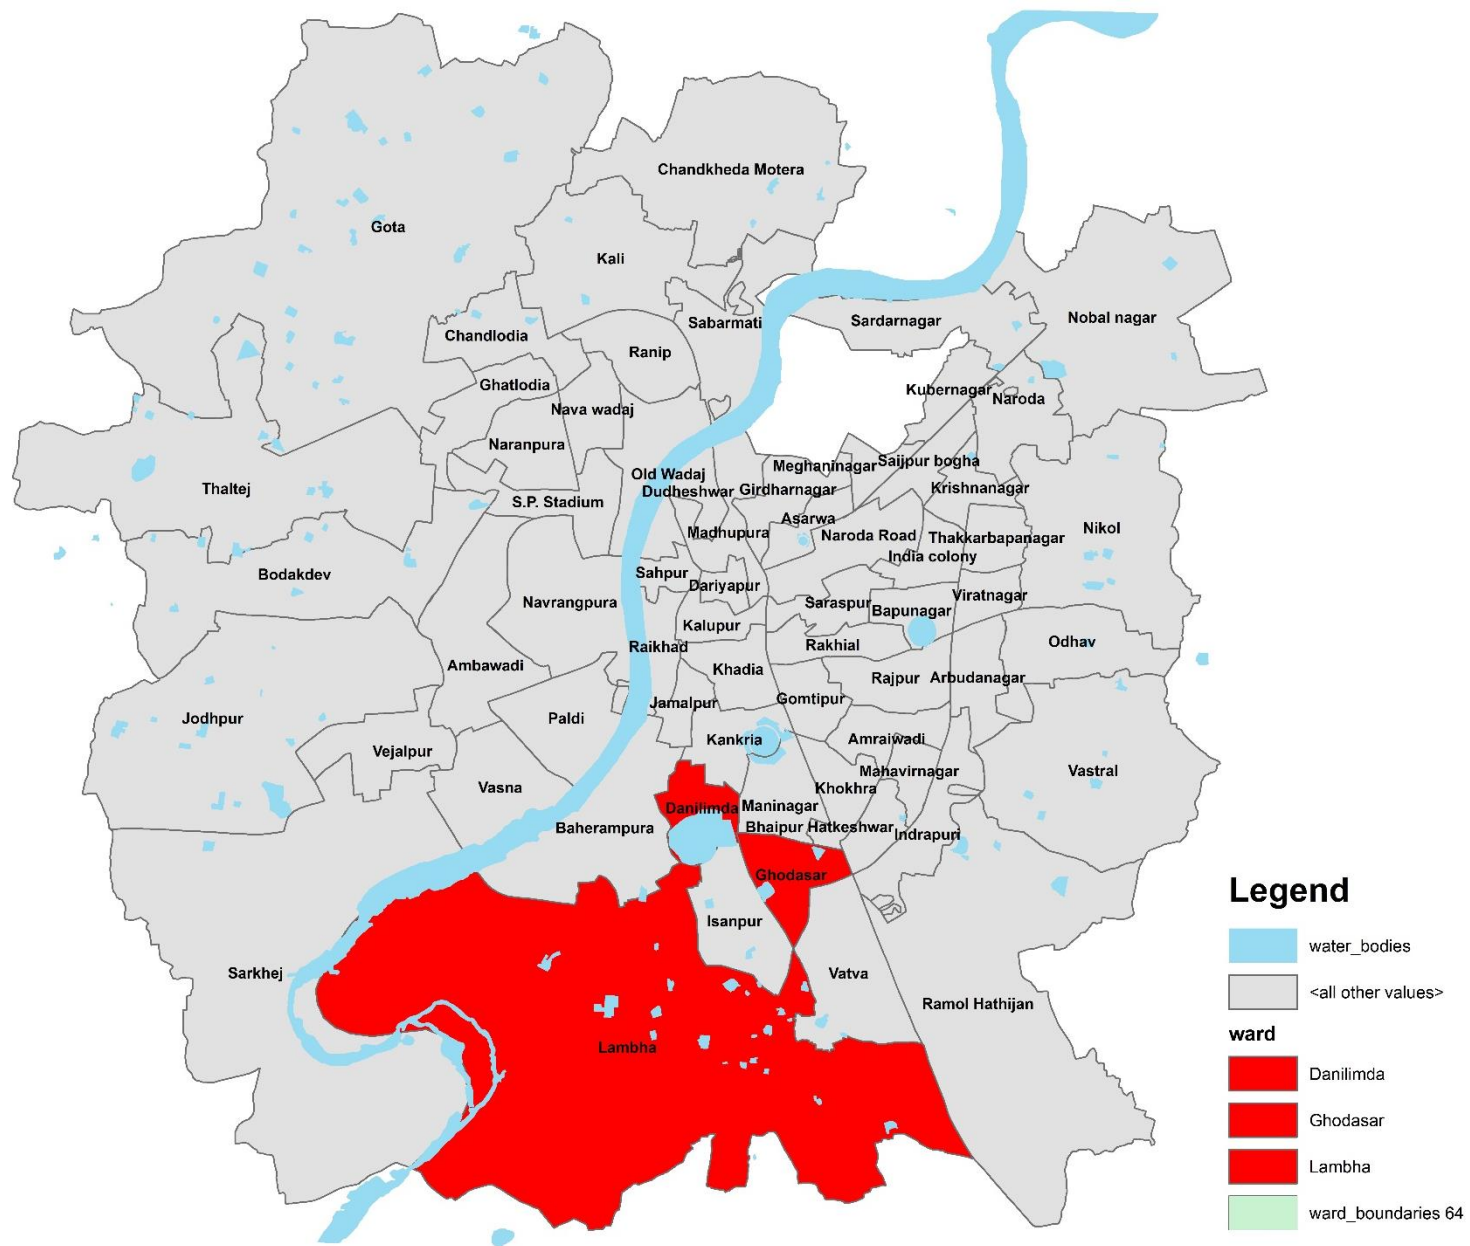 Chandkheda Motera
Gota
Kali
Nobal nagar
Sabarmati
Sardarnagar
Chandlodia
Ranip
Ghatlodia
Kubernagar
Naroda
Nava wadaj
Naranpura
Meghaninagar
Saijpur bogha
Old Wadaj
Thaltej
Dudheshwar
Girdharnagar
Krishnanagar
S.P. Stadium
Asarwa
Nikol
Madhupura
Naroda Road
Thakkarbapanagar
India colony
Bodakdev
Sahpur
Dariyapur
Viratnagar
Navrangpura
Saraspur
Bapunagar
Kalupur
Raikhad
Rakhial
Odhav
Ambawadi
Khadia
Rajpur
Arbudanagar
Jamalpur
Gomtipur
Jodhpur
Paldi
Vejalpur
Kankria
Amraiwadi
Mahavirnagar
Vastral
Vasna
Khokhra
Danilimda
Maninagar
Baherampura
Bhaipur Hatkeshwar
Indrapuri
Ghodasar
Isanpur
Sarkhej
Vatva
Ramol Hathijan
Lambha
Legend
water_bodies
<all other values>
ward
Danilimda
Ghodasar
Lambha
ward_boundaries 64